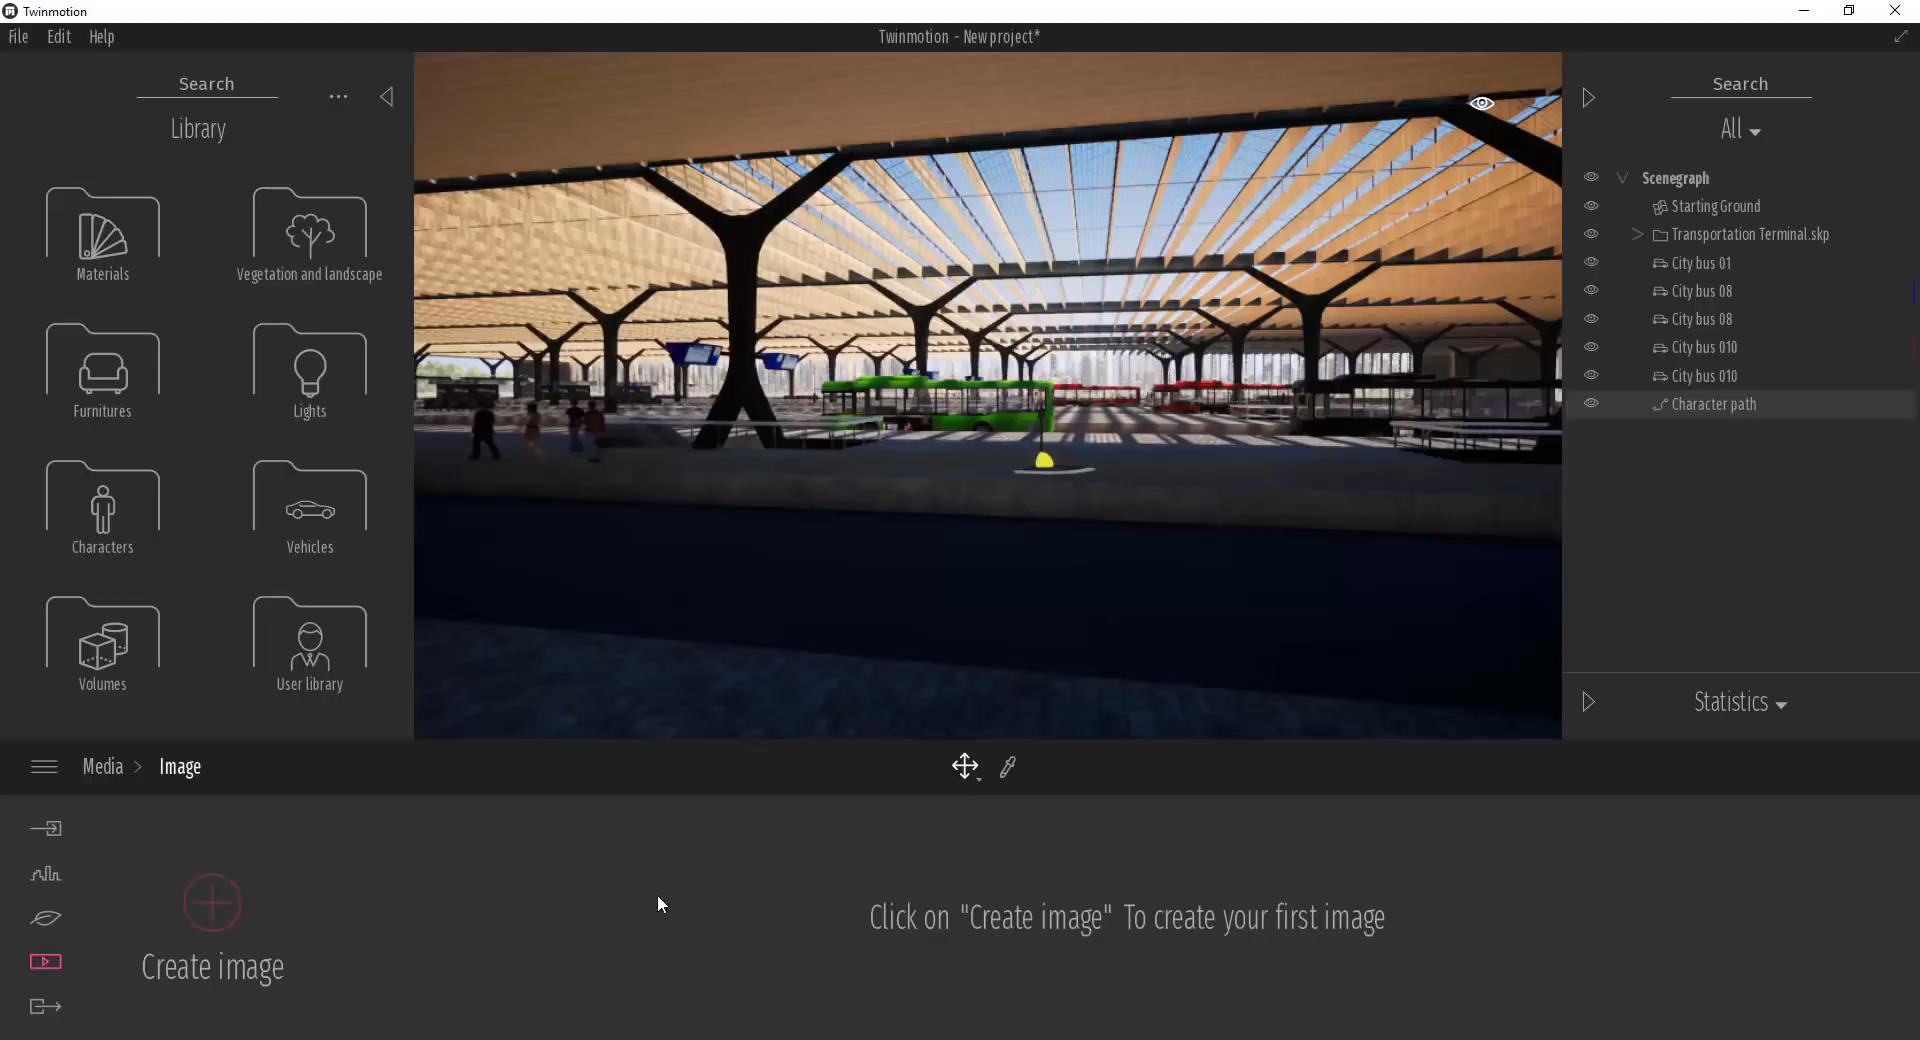 Twinmotion
File Edit Help
Twinmotion - New project*
Search
Library
Materials
Vegetation and landscape
Furnitures
Lights
Characters
Vehicles
Volumes
User library
Search
All
Scenegraph
Starting Ground
Transportation Terminal.skp
City bus 01
City bus 08
City bus 08
City bus 010
City bus 010
Character path
Statistics
Media > Image
Create image
Click on "Create image" To create your first image